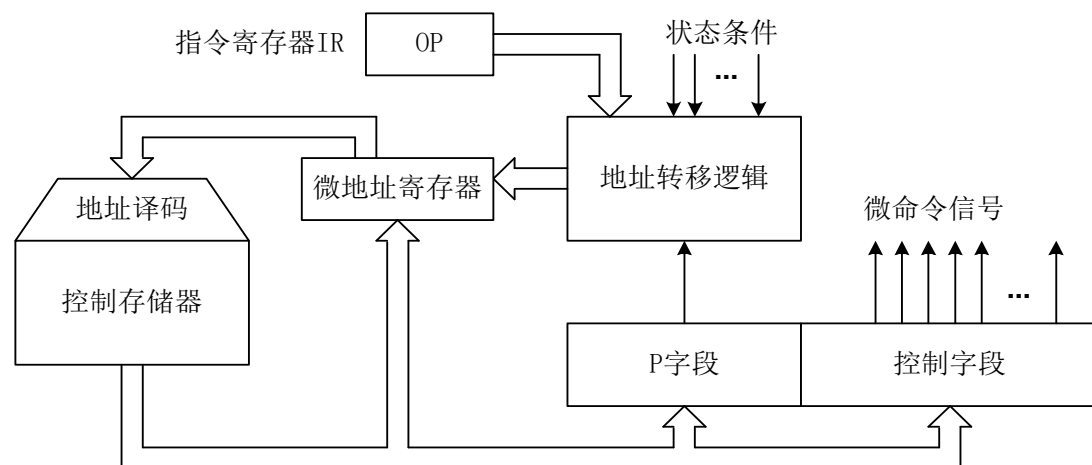 指令寄存器IR
OP
状态条件
...
地址转移逻辑
微地址寄存器
地址译码
微命令信号
...
控制存储器
P字段
控制字段